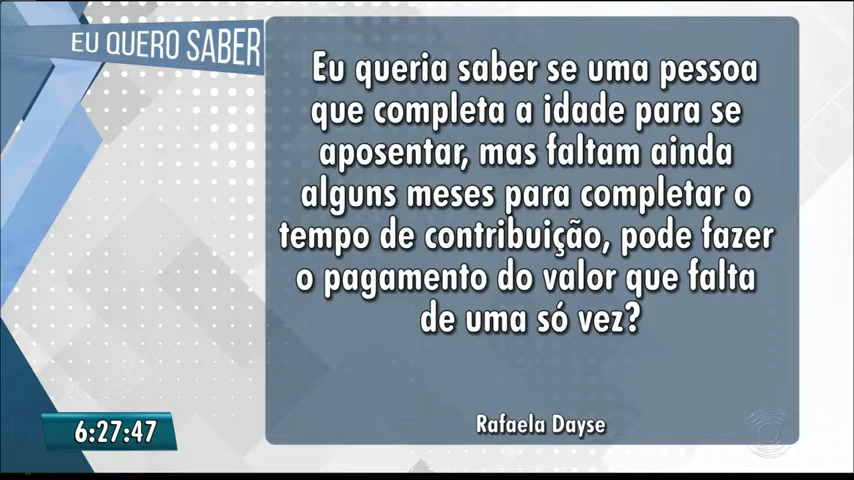 EU QUERO SABER
Eu queria saber se uma pessoa
que completa a idade para se
aposentar, mas faltam ainda
alguns meses para completar o
tempo de contribuição, pode fazer
o pagamento do valor que falta
de uma só vez?
Rafaela Dayse
6:27:47